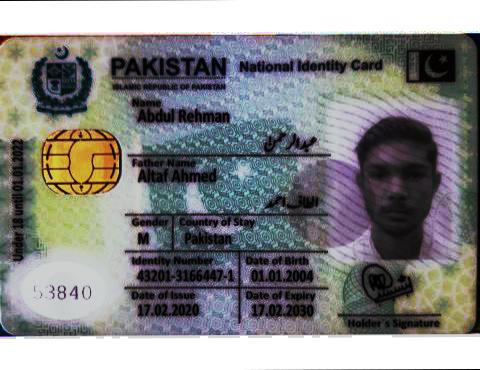 PAKISTAN National Identity Card
ISLAMIC REPUBLIC OF PAKISTAN
Name
Abdul Rehman
عبدالرحمن
Father Name
Altaf Ahmed
الطاف احمد
Gender Country of Stay
M Pakistan
Identity Number Date of Birth
43201-3166447-1 01.01.2004
Date of Issue Date of Expiry
17.02.2020 17.02.2030
Holder's Signature
Under 18 until 01.01.2022
53840